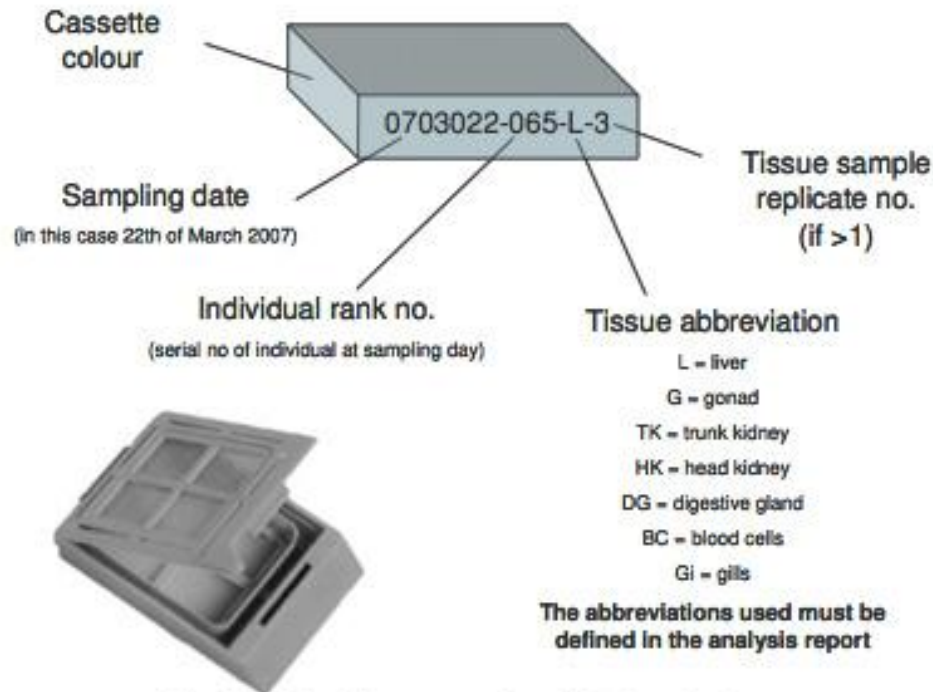 Cassette
colour
0703022-065-L-3
Sampling date
(in this case 22th of March 2007)
Tissue sample
replicate no.
(if >1)
Individual rank no.
(serial no of individual at sampling day)
Tissue abbreviation
L = liver
G = gonad
TK = trunk kidney
HK = head kidney
DG = digestive gland
BC = blood cells
Gi = gills
The abbreviations used must be
defined in the analysis report